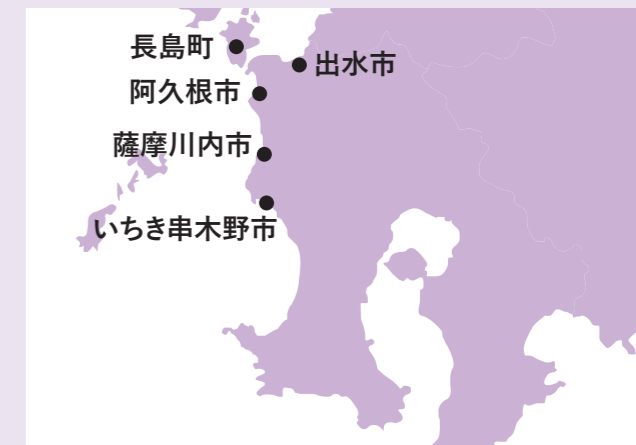 長島町
出水市
阿久根市
薩摩川内市
いちき串木野市